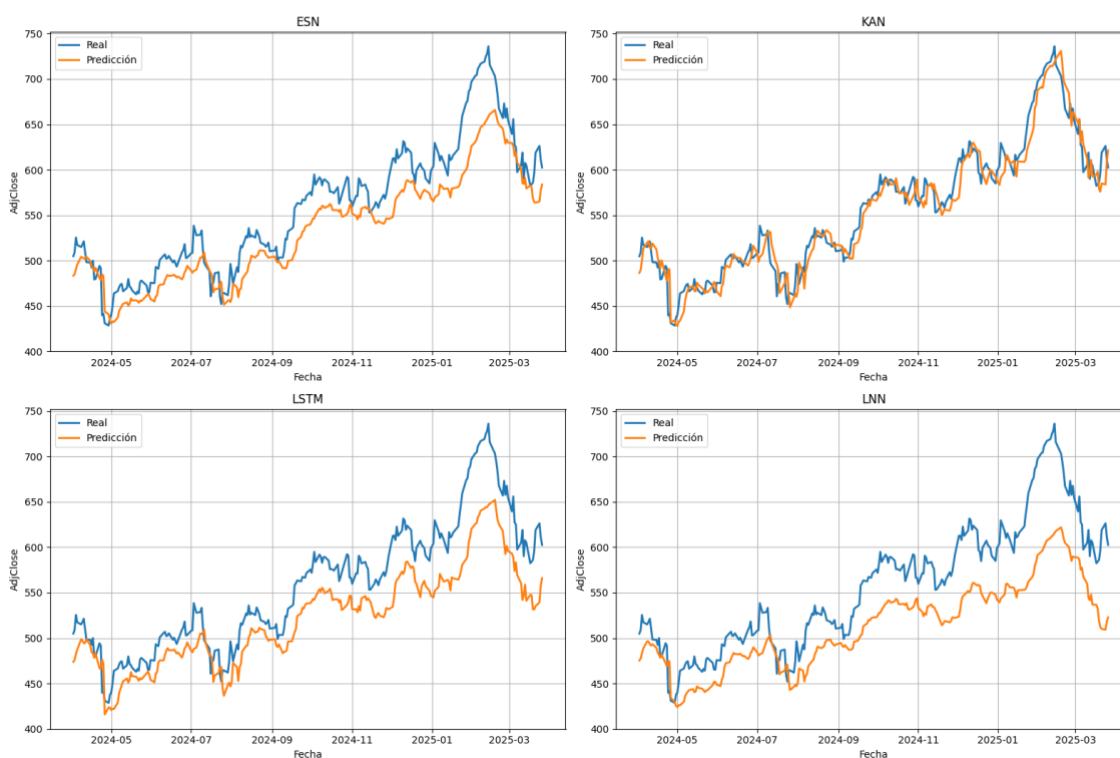 ESN
Real
Predicción
AdjClose
750
700
650
600
550
500
450
400
2024-05
2024-07
2024-09
2024-11
2025-01
2025-03
Fecha
KAN
Real
Predicción
AdjClose
750
700
650
600
550
500
450
400
2024-05
2024-07
2024-09
2024-11
2025-01
2025-03
Fecha
LSTM
Real
Predicción
AdjClose
750
700
650
600
550
500
450
400
2024-05
2024-07
2024-09
2024-11
2025-01
2025-03
Fecha
LNN
Real
Predicción
AdjClose
750
700
650
600
550
500
450
400
2024-05
2024-07
2024-09
2024-11
2025-01
2025-03
Fecha